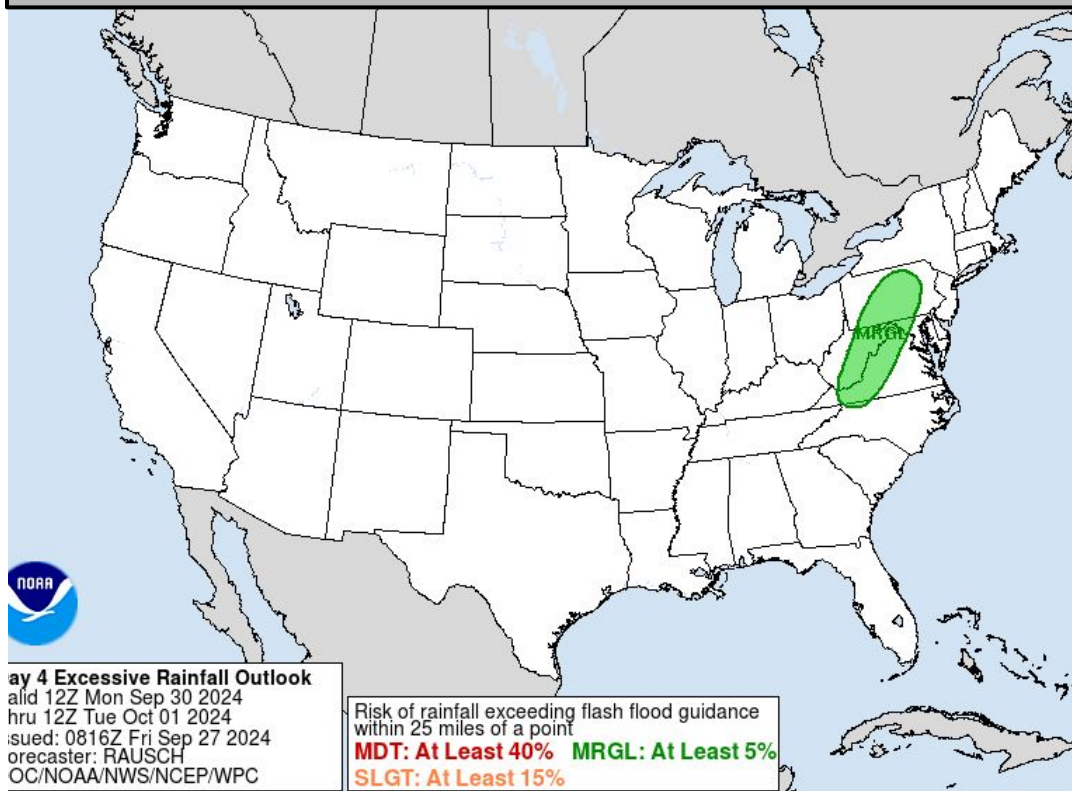 MRGL
NOAA
ay 4 Excessive Rainfall Outlook
alid 12Z Mon Sep 30 2024
hru 12Z Tue Oct 01 2024
ssued: 0816Z Fri Sep 27 2024
orecaster: RAUSCH
OC/NOAA/NWS/NCEP/WPC
Risk of rainfall exceeding flash flood guidance
within 25 miles of a point
MDT: At Least 40% MRGL: At Least 5%
SLGT: At Least 15%